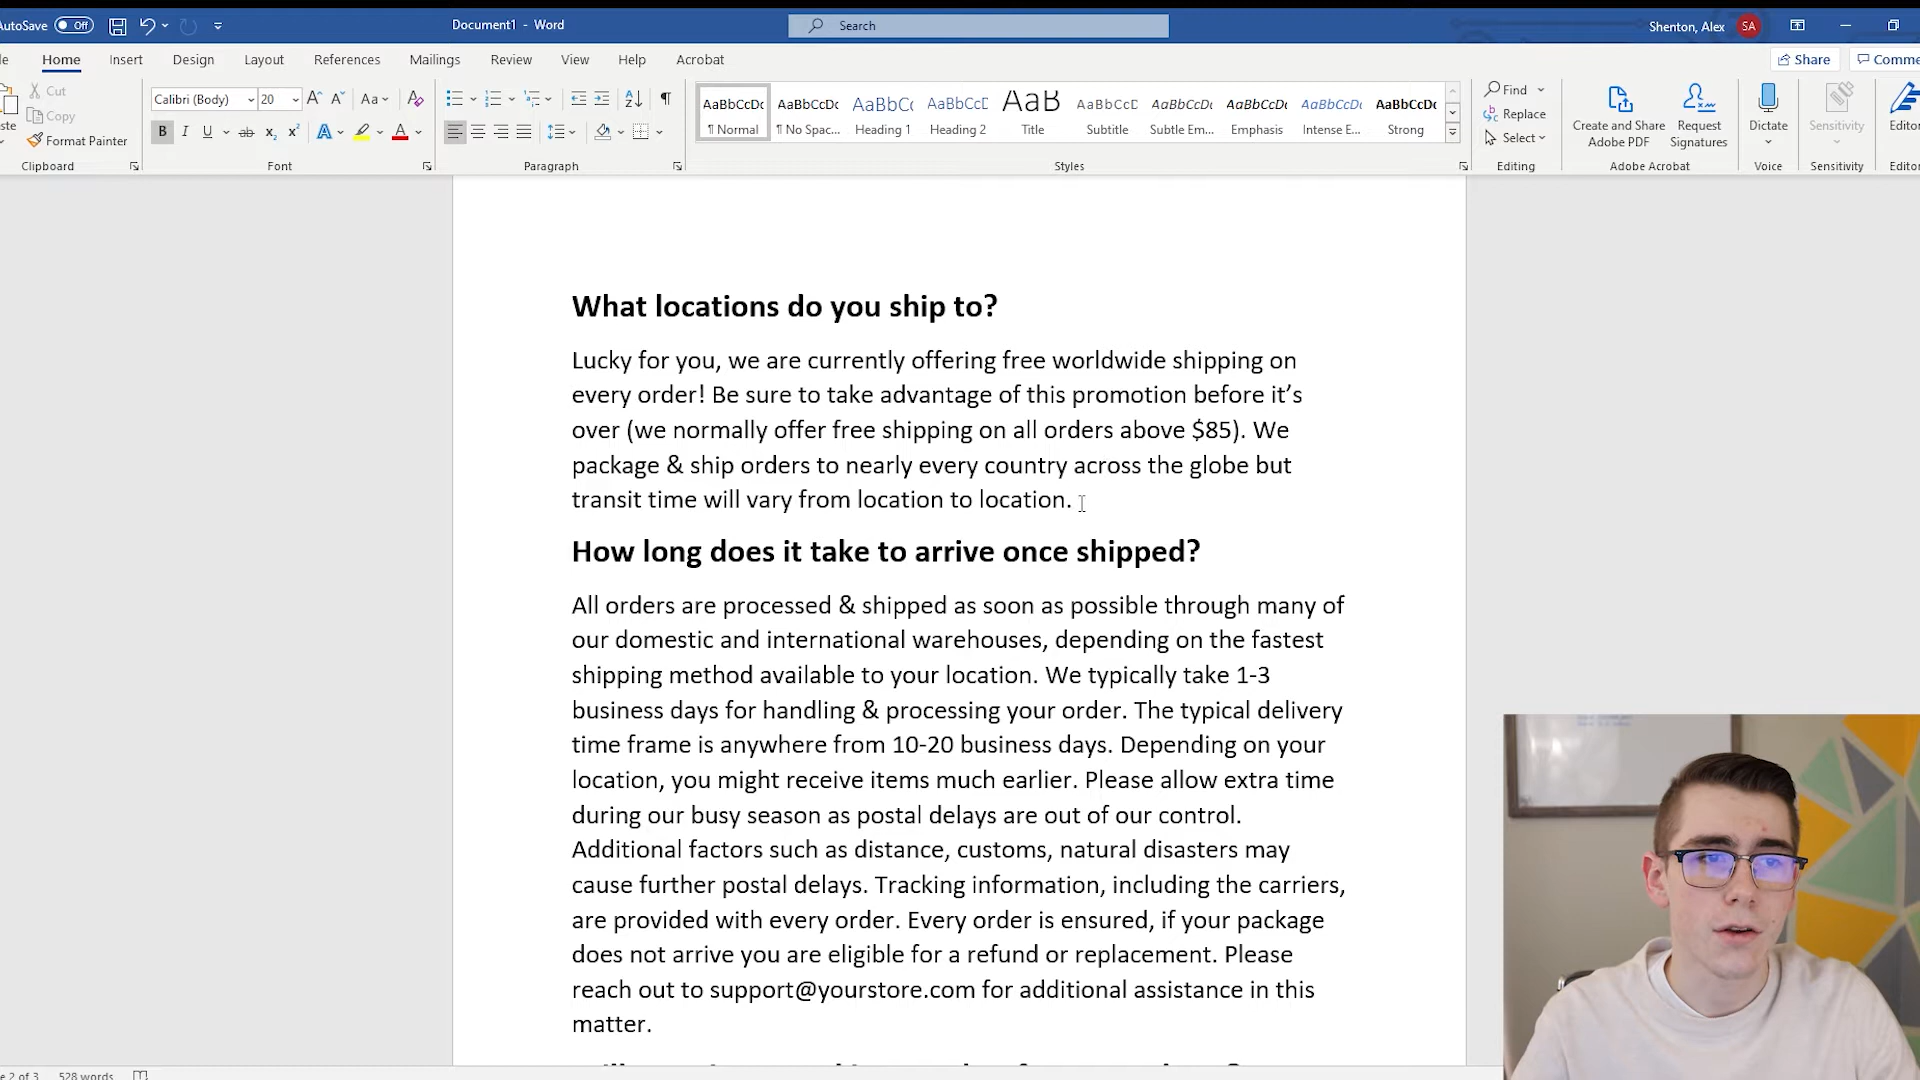 AutoSave Off Document1 - Word Search Shenton, Alex SA
Home Insert Design Layout References Mailings Review View Help Acrobat Share
Cut
Copy
Format Painter
Clipboard
Calibri (Body) 20 Aa
B I U ab x₂ x² A A
Font
Paragraph
AaBbCcDc AaBbCcDc AaBbCc AaBbCcD AaB AaBbCcD AaBbCcDc AaBbCcDc AaBbCcDc AaBbCcDc
¶ Normal ¶ No Spac... Heading 1 Heading 2 Title Subtitle Subtle Em... Emphasis Intense E... Strong
Styles
Find
Replace
Select
Editing
Create and Share
Adobe PDF
Request
Signatures
Adobe Acrobat
Dictate
Voice
Sensitivity
Sensitivity
What locations do you ship to?
Lucky for you, we are currently offering free worldwide shipping on
every order! Be sure to take advantage of this promotion before it’s
over (we normally offer free shipping on all orders above $85). We
package & ship orders to nearly every country across the globe but
transit time will vary from location to location.
How long does it take to arrive once shipped?
All orders are processed & shipped as soon as possible through many of
our domestic and international warehouses, depending on the fastest
shipping method available to your location. We typically take 1-3
business days for handling & processing your order. The typical delivery
time frame is anywhere from 10-20 business days. Depending on your
location, you might receive items much earlier. Please allow extra time
during our busy season as postal delays are out of our control.
Additional factors such as distance, customs, natural disasters may
cause further postal delays. Tracking information, including the carriers,
are provided with every order. Every order is ensured, if your package
does not arrive you are eligible for a refund or replacement. Please
reach out to support@yourstore.com for additional assistance in this
matter.
2 of 3 528 words